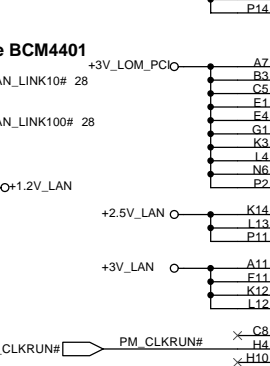 P14
e BCM4401
+3V_LOM_PCI
A7
B3
AN_LINK10# 28
C5
E1
E4
AN_LINK100# 28
G1
K3
L4
N6
+1.2V_LAN
P2
+2.5V_LAN
K14
L13
P11
+3V_LAN
A11
F11
K12
L12
C8
_CLKRUN#
PM_CLKRUN#
H4
H10